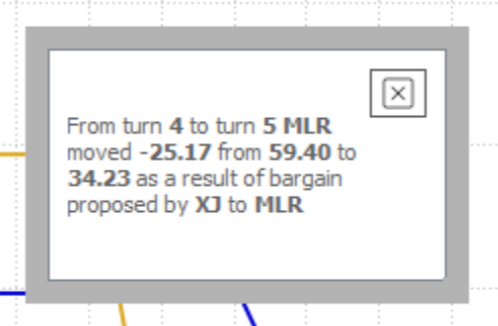 From turn 4 to turn 5 MLR
moved -25.17 from 59.40 to
34.23 as a result of bargain
proposed by XJ to MLR